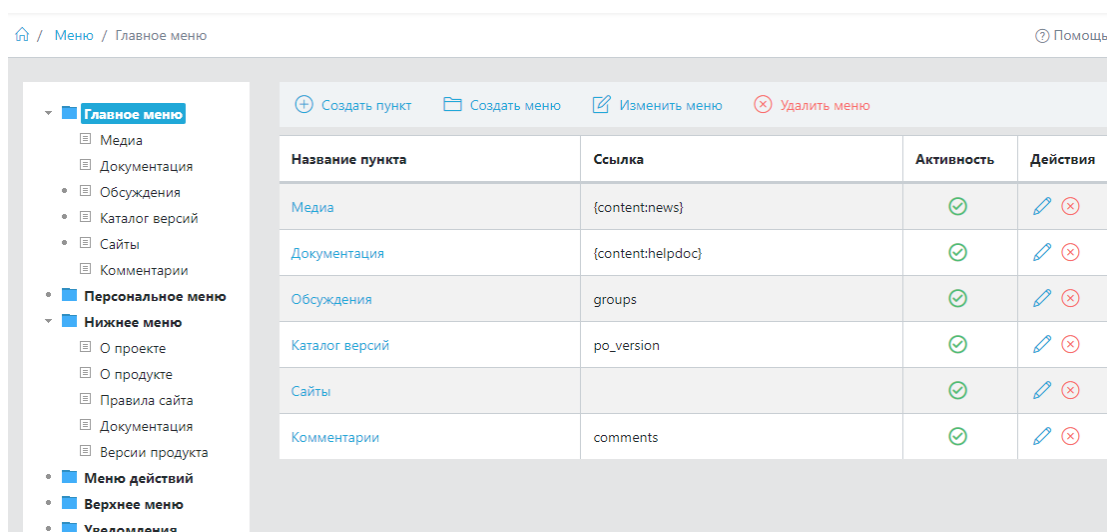 / Меню / Главное меню
Помощь
Главное меню
Медиа
Документация
Обсуждения
Каталог версий
Сайты
Комментарии
Персональное меню
Нижнее меню
О проекте
О продукте
Правила сайта
Документация
Версии продукта
Меню действий
Верхнее меню
Уведомления
Создать пункт Создать меню Изменить меню Удалить меню
Название пункта Ссылка Активность Действия
Медиа {content:news}
Документация {content:helpdoc}
Обсуждения groups
Каталог версий po_version
Сайты
Комментарии comments